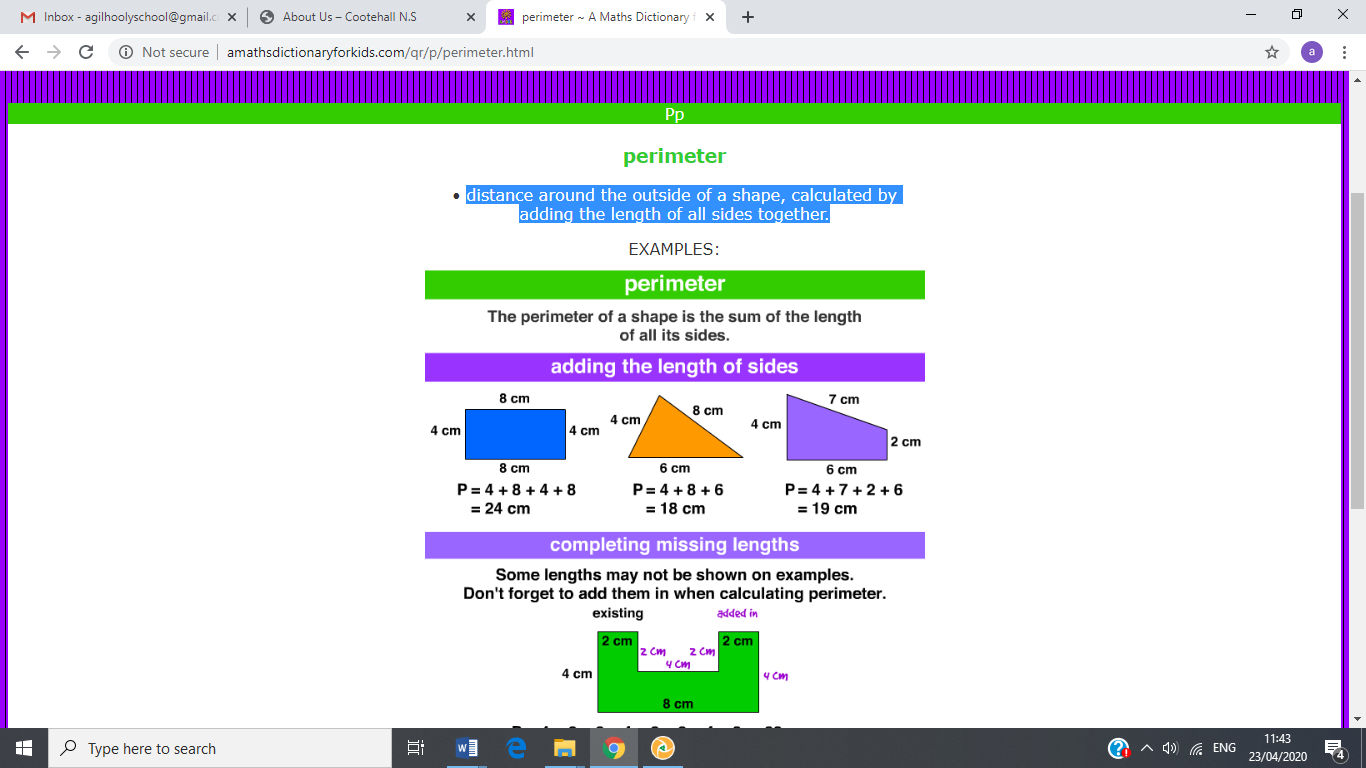 Inbox - agilhoolyschool@gmail.c
About Us – Cootehall N.S
perimeter ~ A Maths Dictionary f
Not secure
amathsdictionaryforkids.com/qr/p/perimeter.html
a
Pp
perimeter
• distance around the outside of a shape, calculated by
adding the length of all sides together.
EXAMPLES:
perimeter
The perimeter of a shape is the sum of the length
of all its sides.
adding the length of sides
8 cm
4 cm
4 cm
8 cm
P = 4 + 8 + 4 + 8
= 24 cm
4 cm
8 cm
6 cm
P = 4 + 8 + 6
= 18 cm
7 cm
4 cm
2 cm
6 cm
P = 4 + 7 + 2 + 6
= 19 cm
completing missing lengths
Some lengths may not be shown on examples.
Don't forget to add them in when calculating perimeter.
existing
added in
2 cm
2 cm
2 cm
2 cm
4 cm
4 cm
4 cm
8 cm
Type here to search
ENG
11:43
23/04/2020
4